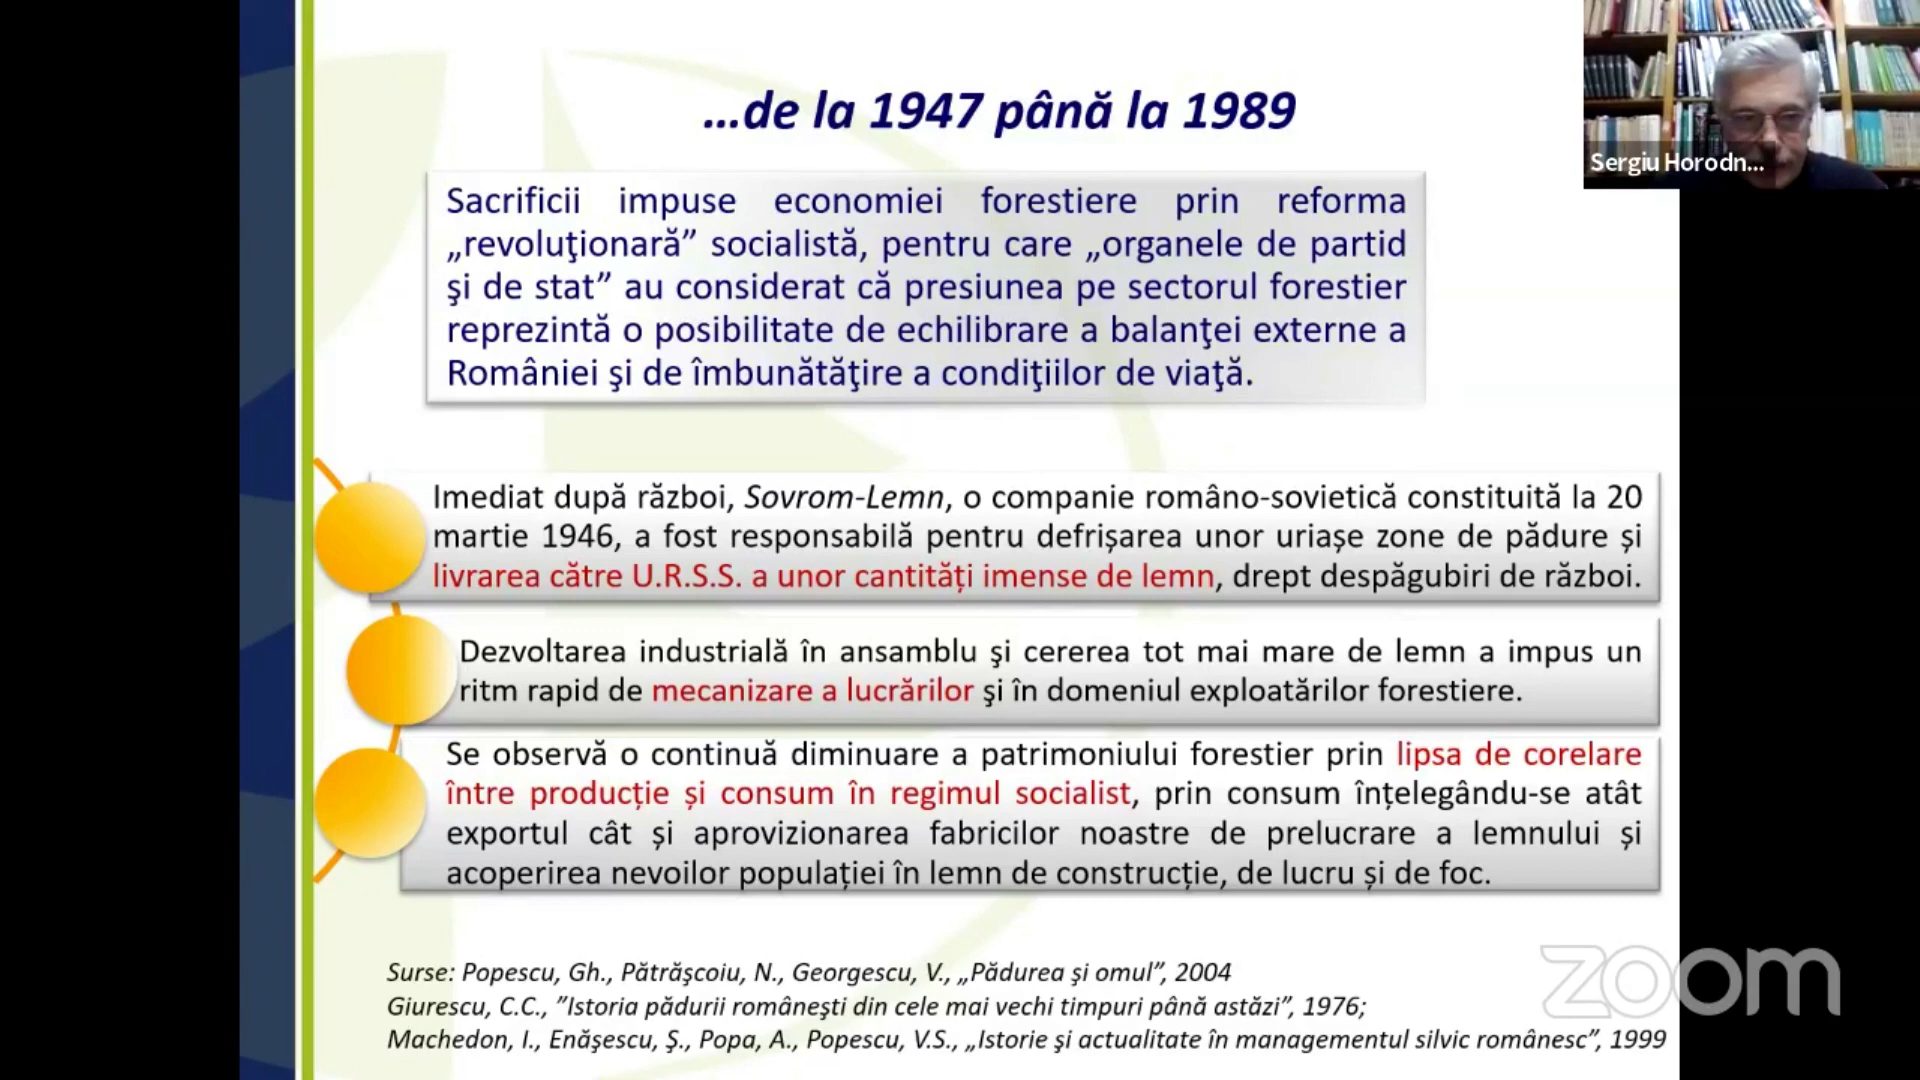 ...de la 1947 până la 1989
Sergiu Horodn...
Sacrificii impuse economiei forestiere prin reforma
„revoluţionară” socialistă, pentru care „organele de partid
şi de stat” au considerat că presiunea pe sectorul forestier
reprezintă o posibilitate de echilibrare a balanţei externe a
României şi de îmbunătăţire a condiţiilor de viaţă.
Imediat după război, Sovrom-Lemn, o companie româno-sovietică constituită la 20
martie 1946, a fost responsabilă pentru defrișarea unor uriașe zone de pădure și
livrarea către U.R.S.S. a unor cantități imense de lemn, drept despăgubiri de război.
Dezvoltarea industrială în ansamblu şi cererea tot mai mare de lemn a impus un
ritm rapid de mecanizare a lucrărilor şi în domeniul exploatărilor forestiere.
Se observă o continuă diminuare a patrimoniului forestier prin lipsa de corelare
între producție și consum în regimul socialist, prin consum înțelegându-se atât
exportul cât și aprovizionarea fabricilor noastre de prelucrare a lemnului și
acoperirea nevoilor populației în lemn de construcție, de lucru și de foc.
Surse: Popescu, Gh., Pătrăşcoiu, N., Georgescu, V., „Pădurea şi omul”, 2004
Giurescu, C.C., ”Istoria pădurii româneşti din cele mai vechi timpuri până astăzi”, 1976;
Machedon, I., Enăşescu, Ş., Popa, A., Popescu, V.S., „Istorie şi actualitate în managementul silvic românesc”, 1999
zoom